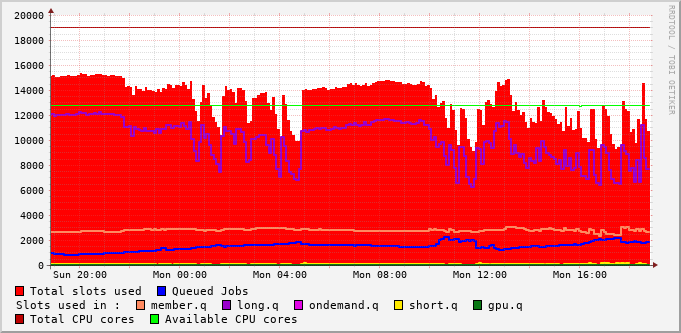 20000
18000
16000
14000
12000
10000
8000
6000
4000
2000
0
Sun 20:00 Mon 00:00 Mon 04:00 Mon 08:00 Mon 12:00 Mon 16:00
RRDTOOL / TOBI OETIKER
Total slots used Queued Jobs
Slots used in : member.q long.q ondemand.q short.q gpu.q
Total CPU cores Available CPU cores